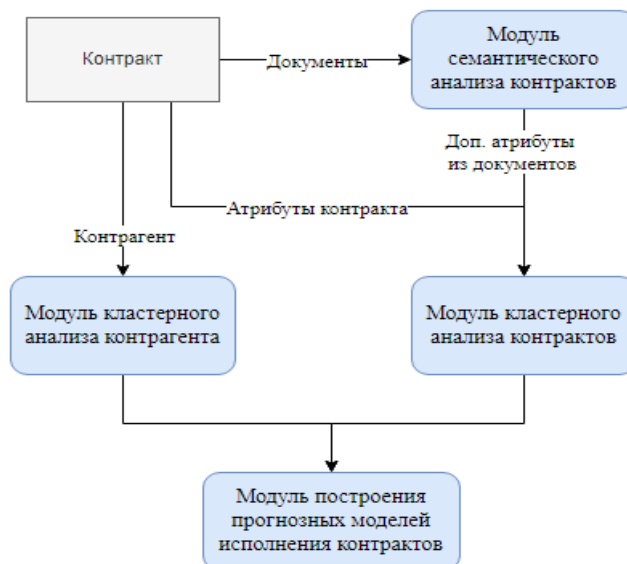 Контракт
Документы
Модуль
семантического
анализа контрактов
Доп. атрибуты
из документов
Атрибуты контракта
Контрагент
Модуль кластерного
анализа контрагента
Модуль кластерного
анализа контрактов
Модуль построения
прогнозных моделей
исполнения контрактов